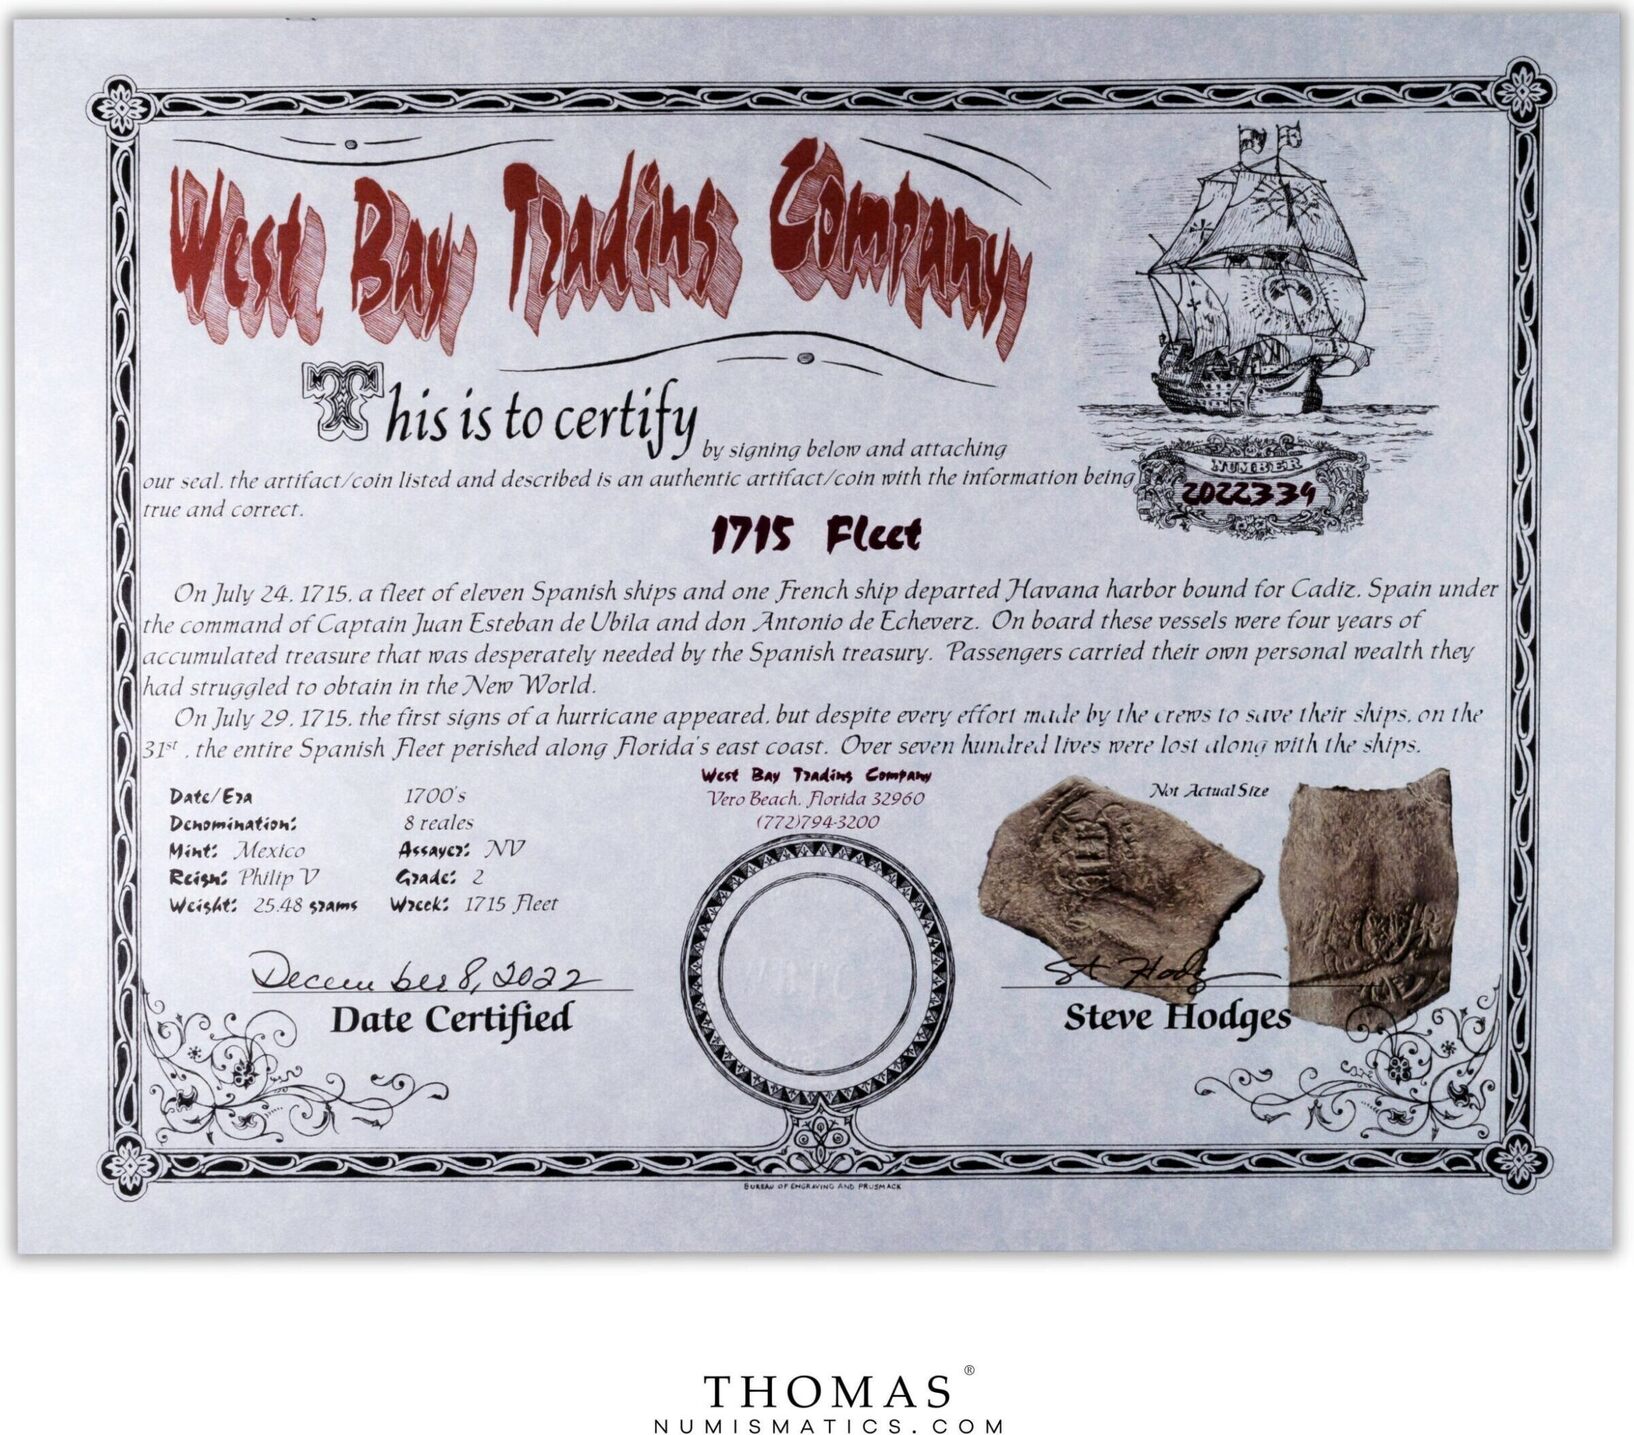 West Bay Trading Company
This is to certify by signing below and attaching
our seal, the artifact/coin listed and described is an authentic artifact/coin with the information being
true and correct.
NUMBER
2022339
1715 Fleet
On July 24, 1715, a fleet of eleven Spanish ships and one French ship departed Havana harbor bound for Cadiz, Spain under
the command of Captain Juan Esteban de Ubila and don Antonio de Echeverz. On board these vessels were four years of
accumulated treasure that was desperately needed by the Spanish treasury. Passengers carried their own personal wealth they
had struggled to obtain in the New World.
On July 29, 1715, the first signs of a hurricane appeared, but despite every effort made by the crews to save their ships, on the
31st, the entire Spanish Fleet perished along Florida's east coast. Over seven hundred lives were lost along with the ships.
Date/Era 1700's
Denomination: 8 reales
Mint: Mexico Assayer: NV
Reign: Philip V Grade: 2
Weight: 25.48 grams Wreck: 1715 Fleet
West Bay Trading Company
Vero Beach, Florida 32960
(772)794-3200
Not Actual Size
December 8, 2022
Date Certified
St Hodg
Steve Hodges
BUREAU OF ENGRAVING AND PRUSMACK
THOMAS®
NUMISMATICS.COM